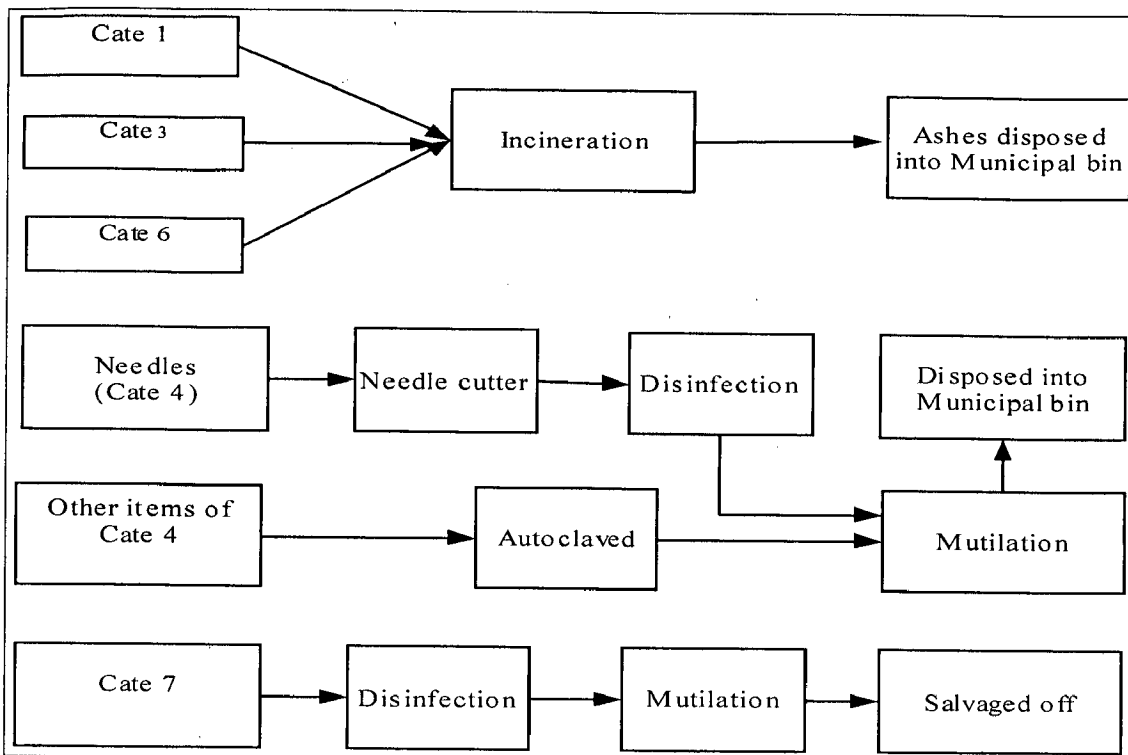 Cate 1
Cate 3
Cate 6
Incineration
Ashes disposed
into Municipal bin
Needles
(Cate 4)
Needle cutter
Disinfection
Disposed into
Municipal bin
Other items of
Cate 4
Autoclaved
Mutilation
Cate 7
Disinfection
Mutilation
Salvaged off